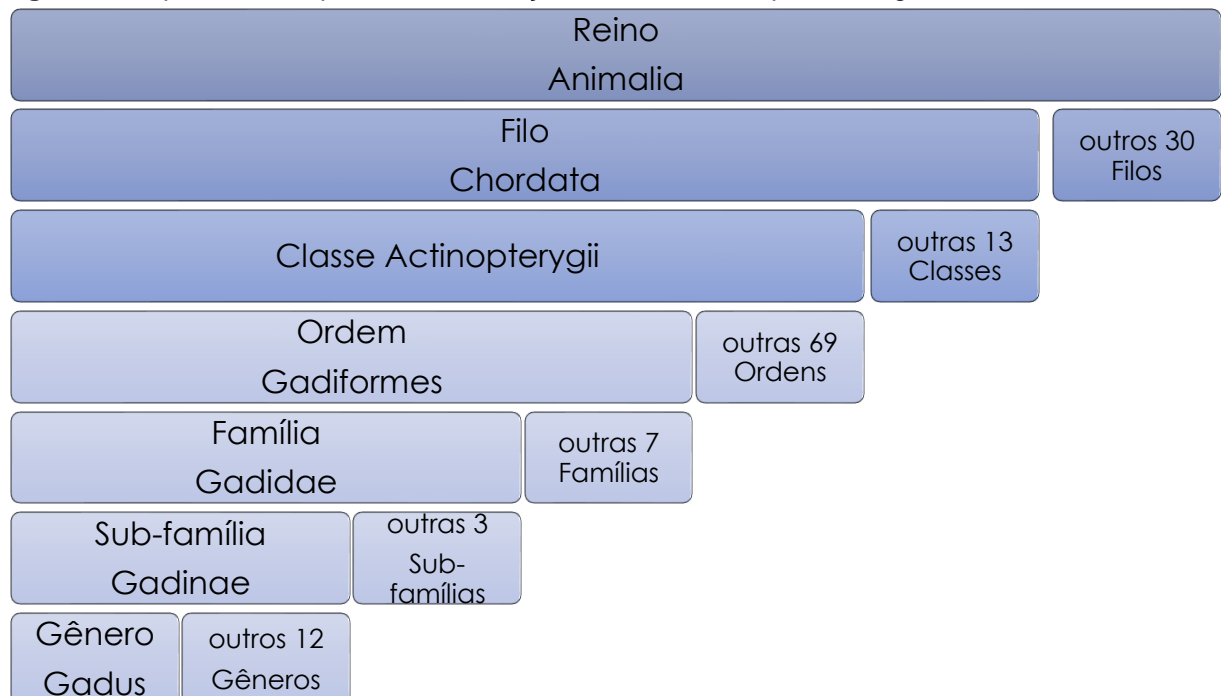 Reino
Animalia
Filo
Chordata
outros 30
Filos
Classe Actinopterygii
outras 13
Classes
Ordem
Gadiformes
outras 69
Ordens
Família
Gadidae
outras 7
Famílias
Sub-família
Gadinae
outras 3
Sub-
famílias
Gênero
Gadus
outros 12
Gêneros